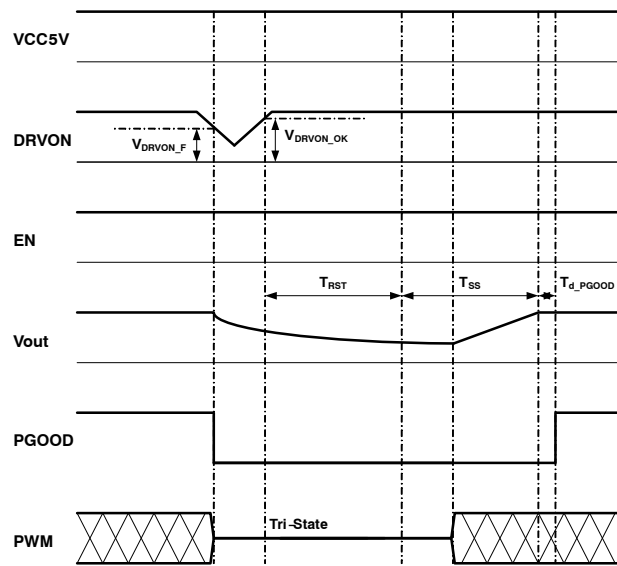 VCC5V
DRVON
VDRVON_F
VDRVON_OK
EN
TRST
TSS
Td_PGOOD
Vout
PGOOD
Tri-State
PWM